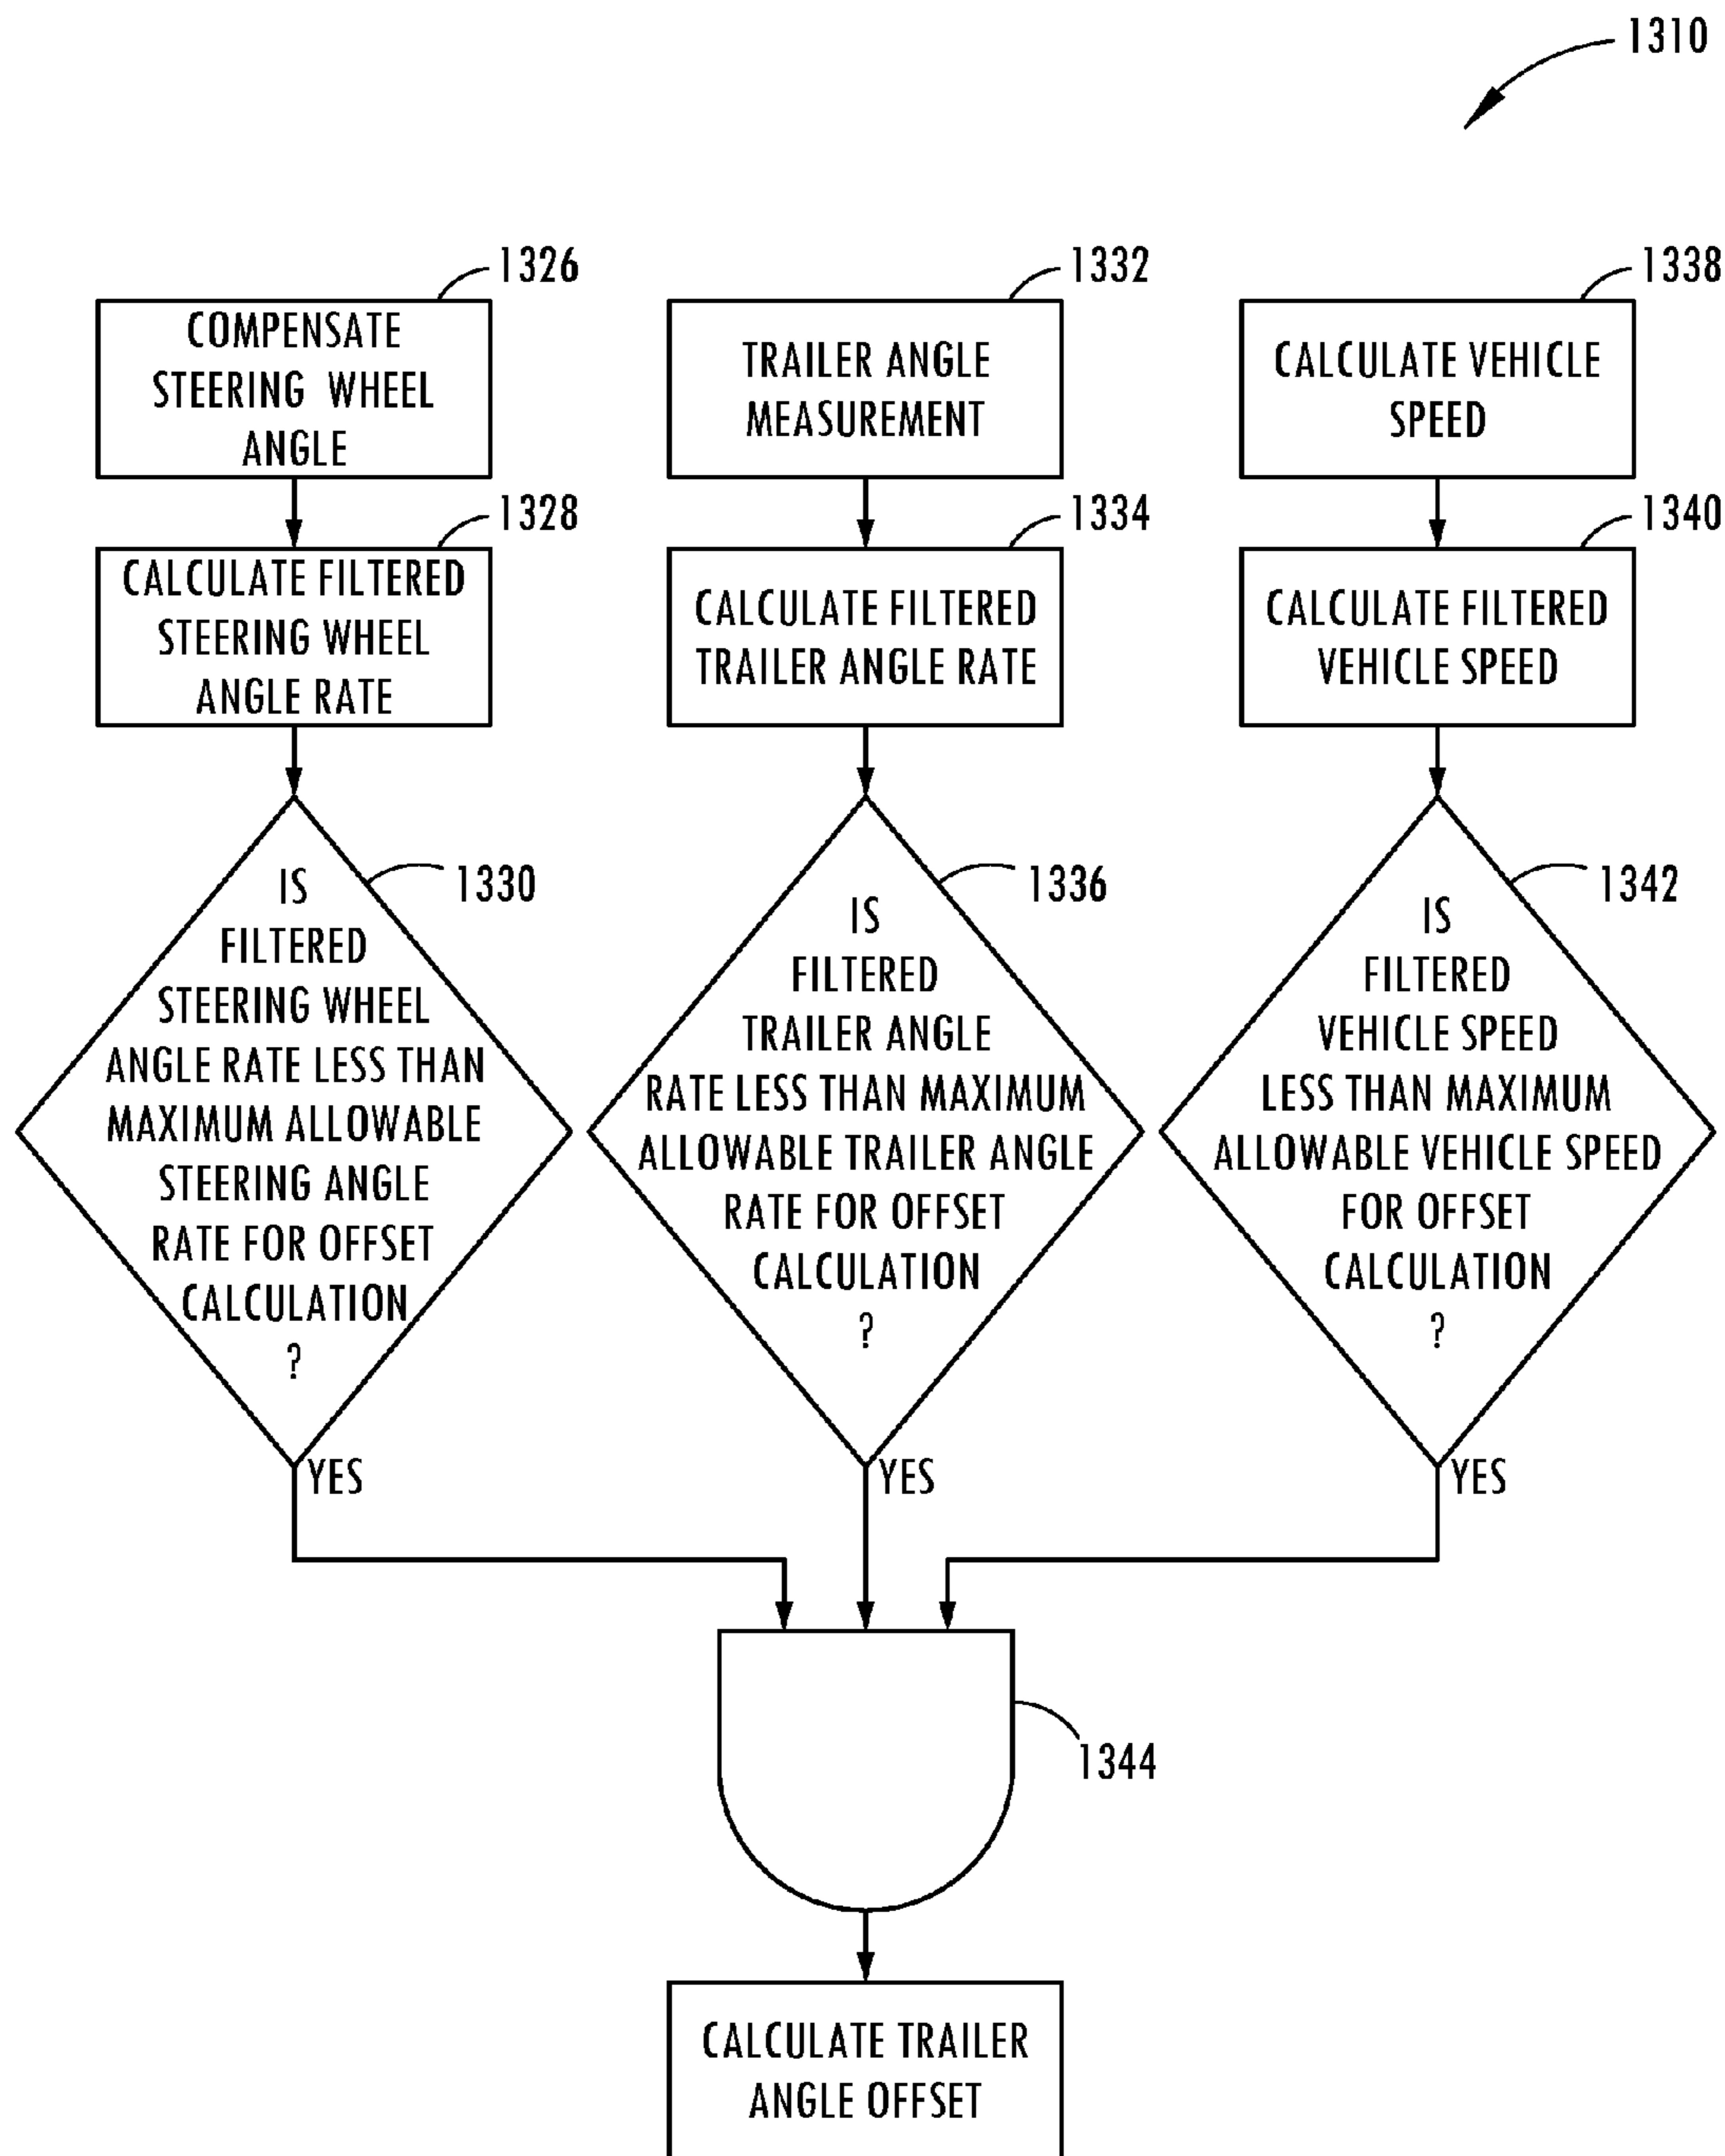 1310
1326
COMPENSATE
STEERING WHEEL
ANGLE
1332
TRAILER ANGLE
MEASUREMENT
1338
CALCULATE VEHICLE
SPEED
1328
CALCULATE FILTERED
STEERING WHEEL
ANGLE RATE
1334
CALCULATE FILTERED
TRAILER ANGLE RATE
1340
CALCULATE FILTERED
VEHICLE SPEED
1330
IS
FILTERED
STEERING WHEEL
ANGLE RATE LESS THAN
MAXIMUM ALLOWABLE
STEERING ANGLE
RATE FOR OFFSET
CALCULATION
?
YES
1336
IS
FILTERED
TRAILER ANGLE
RATE LESS THAN MAXIMUM
ALLOWABLE TRAILER ANGLE
RATE FOR OFFSET
CALCULATION
?
YES
1342
IS
FILTERED
VEHICLE SPEED
LESS THAN MAXIMUM
ALLOWABLE VEHICLE SPEED
FOR OFFSET
CALCULATION
?
YES
1344
CALCULATE TRAILER
ANGLE OFFSET